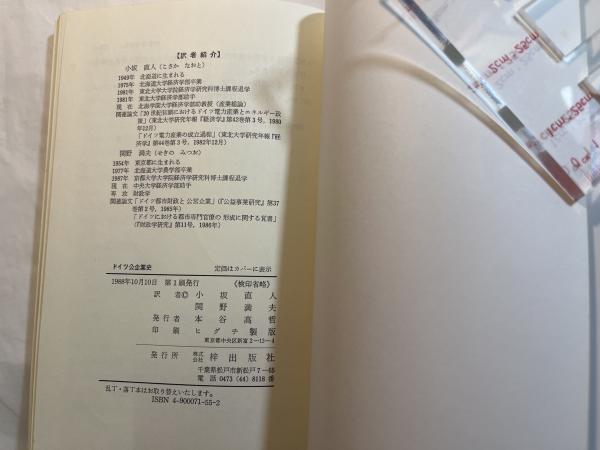 【訳者紹介】
小坂 直人（こさか なおと）
1949年 北海道に生まれる
1975年 北海道大学経済学部卒業
1981年 東北大学大学院経済学研究科博士課程退学
1981年 東北大学経済学部助手
現在 北海学園大学経済学部助教授（産業総論）
関連論文「20世紀初頭におけるドイツ電力産業とエネルギー政
策」（東北大学研究年報『経済学』第42巻第3号，1980
年12月）
「ドイツ電力産業の成立過程」（東北大学研究年報『経
済学』第44巻第3号，1982年12月）
関野 満夫（せきの みつお）
1954年 東京都に生まれる
1977年 北海道大学農学部卒業
1987年 京都大学大学院経済学研究科博士課程退学
現在 中央大学経済学部助手
専攻 財政学
関連論文「ドイツ都市財政と公営企業」（『公益事業研究』第37
巻第2号，1985年）
「ドイツにおける都市専門官僚の形成に関する覚書」
（『財政学研究』第11号，1986年）
ドイツ公企業史 定価はカバーに表示
1988年10月10日 第1刷発行 《検印省略》
訳者© 小坂直人
関野満夫
発行者 本谷高哲
印刷 ヒグチ製版
東京都中央区新富2-13-4
発行所 株式会社 梓出版社
千葉県松戸市新松戸7-65
電話 0473 (44) 8118 番
乱丁・落丁本はお取り替えいたします。
ISBN 4-900071-55-2